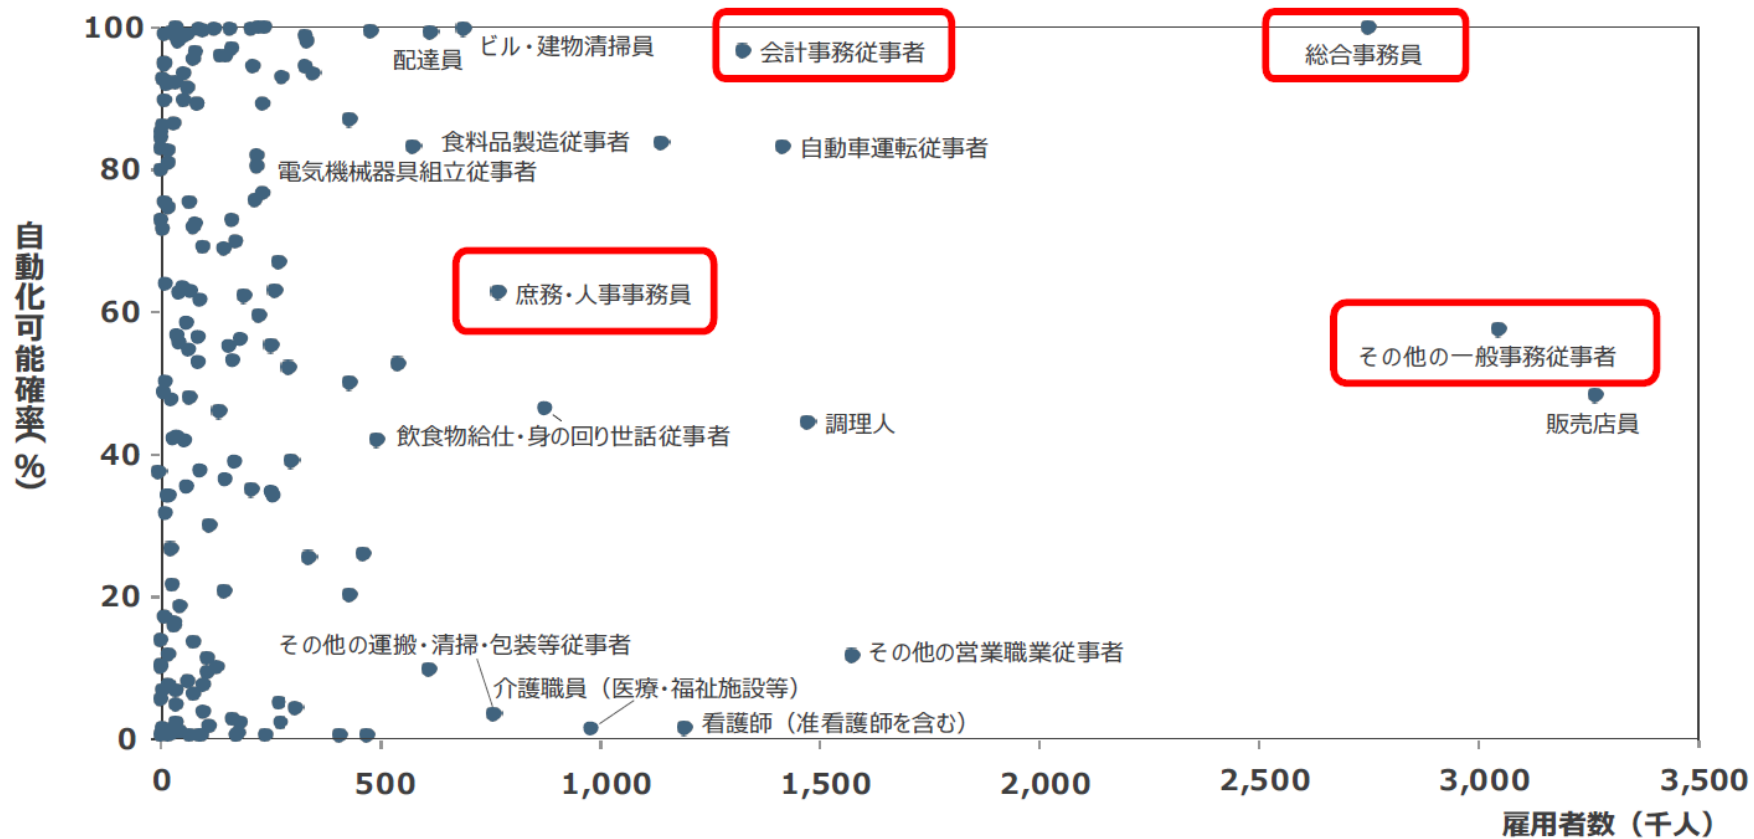 100
80
60
40
20
0
自動化可能確率(%)
ビル・建物清掃員
配達員
会計事務従事者
総合事務員
食料品製造従事者
自動車運転従事者
電気機械器具組立従事者
庶務・人事事務員
その他の一般事務従事者
販売店員
調理人
飲食物給仕・身の回り世話従事者
その他の運搬・清掃・包装等従事者
その他の営業職業従事者
介護職員（医療・福祉施設等）
看護師（准看護師を含む）
0
500
1,000
1,500
2,000
2,500
3,000
3,500
雇用者数（千人）